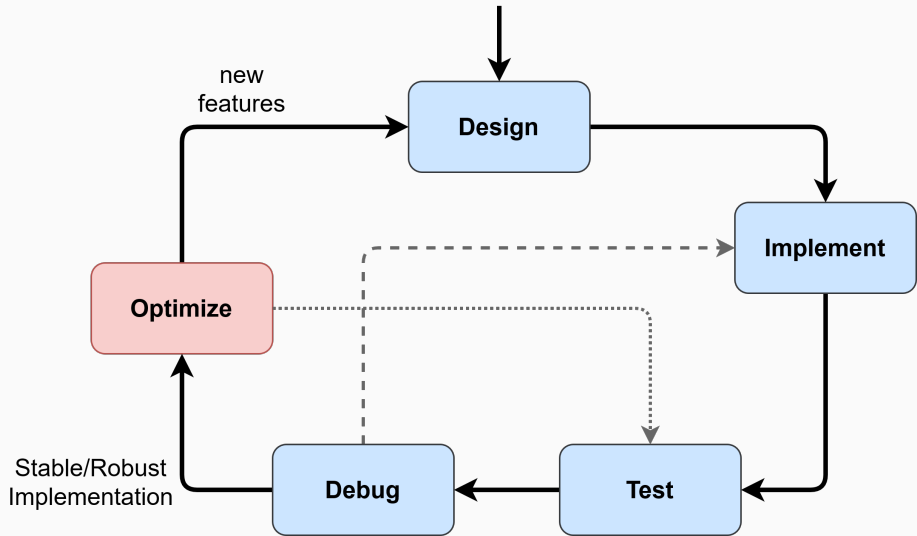 new
features
Design
Implement
Optimize
Stable/Robust
Implementation
Debug
Test